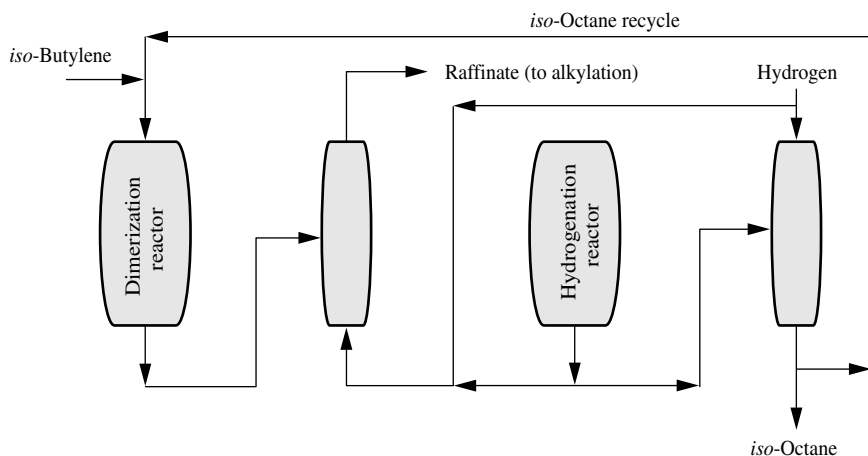 iso-Octane recycle
iso-Butylene
Raffinate (to alkylation)
Hydrogen
Dimerization
reactor
Hydrogenation
reactor
iso-Octane